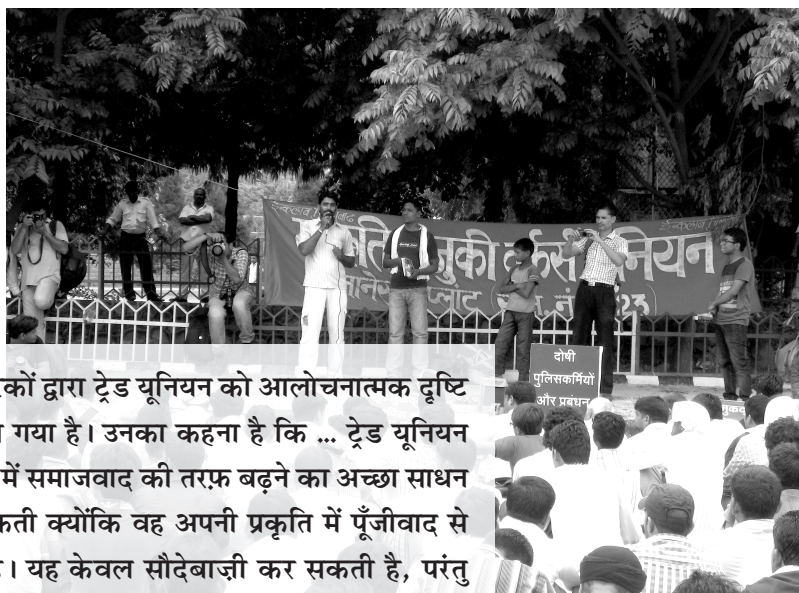 नियन
प्लाट नं.
दोषी
पुलिसकर्मियों
और प्रबंधन
कों द्वारा ट्रेड यूनियन को आलोचनात्मक दृष्टि
गया है। उनका कहना है कि ... ट्रेड यूनियन
में समाजवाद की तरफ़ बढ़ने का अच्छा साधन
कती क्योंकि वह अपनी प्रकृति में पूँजीवाद से
। यह केवल सौदेबाज़ी कर सकती है, परंतु